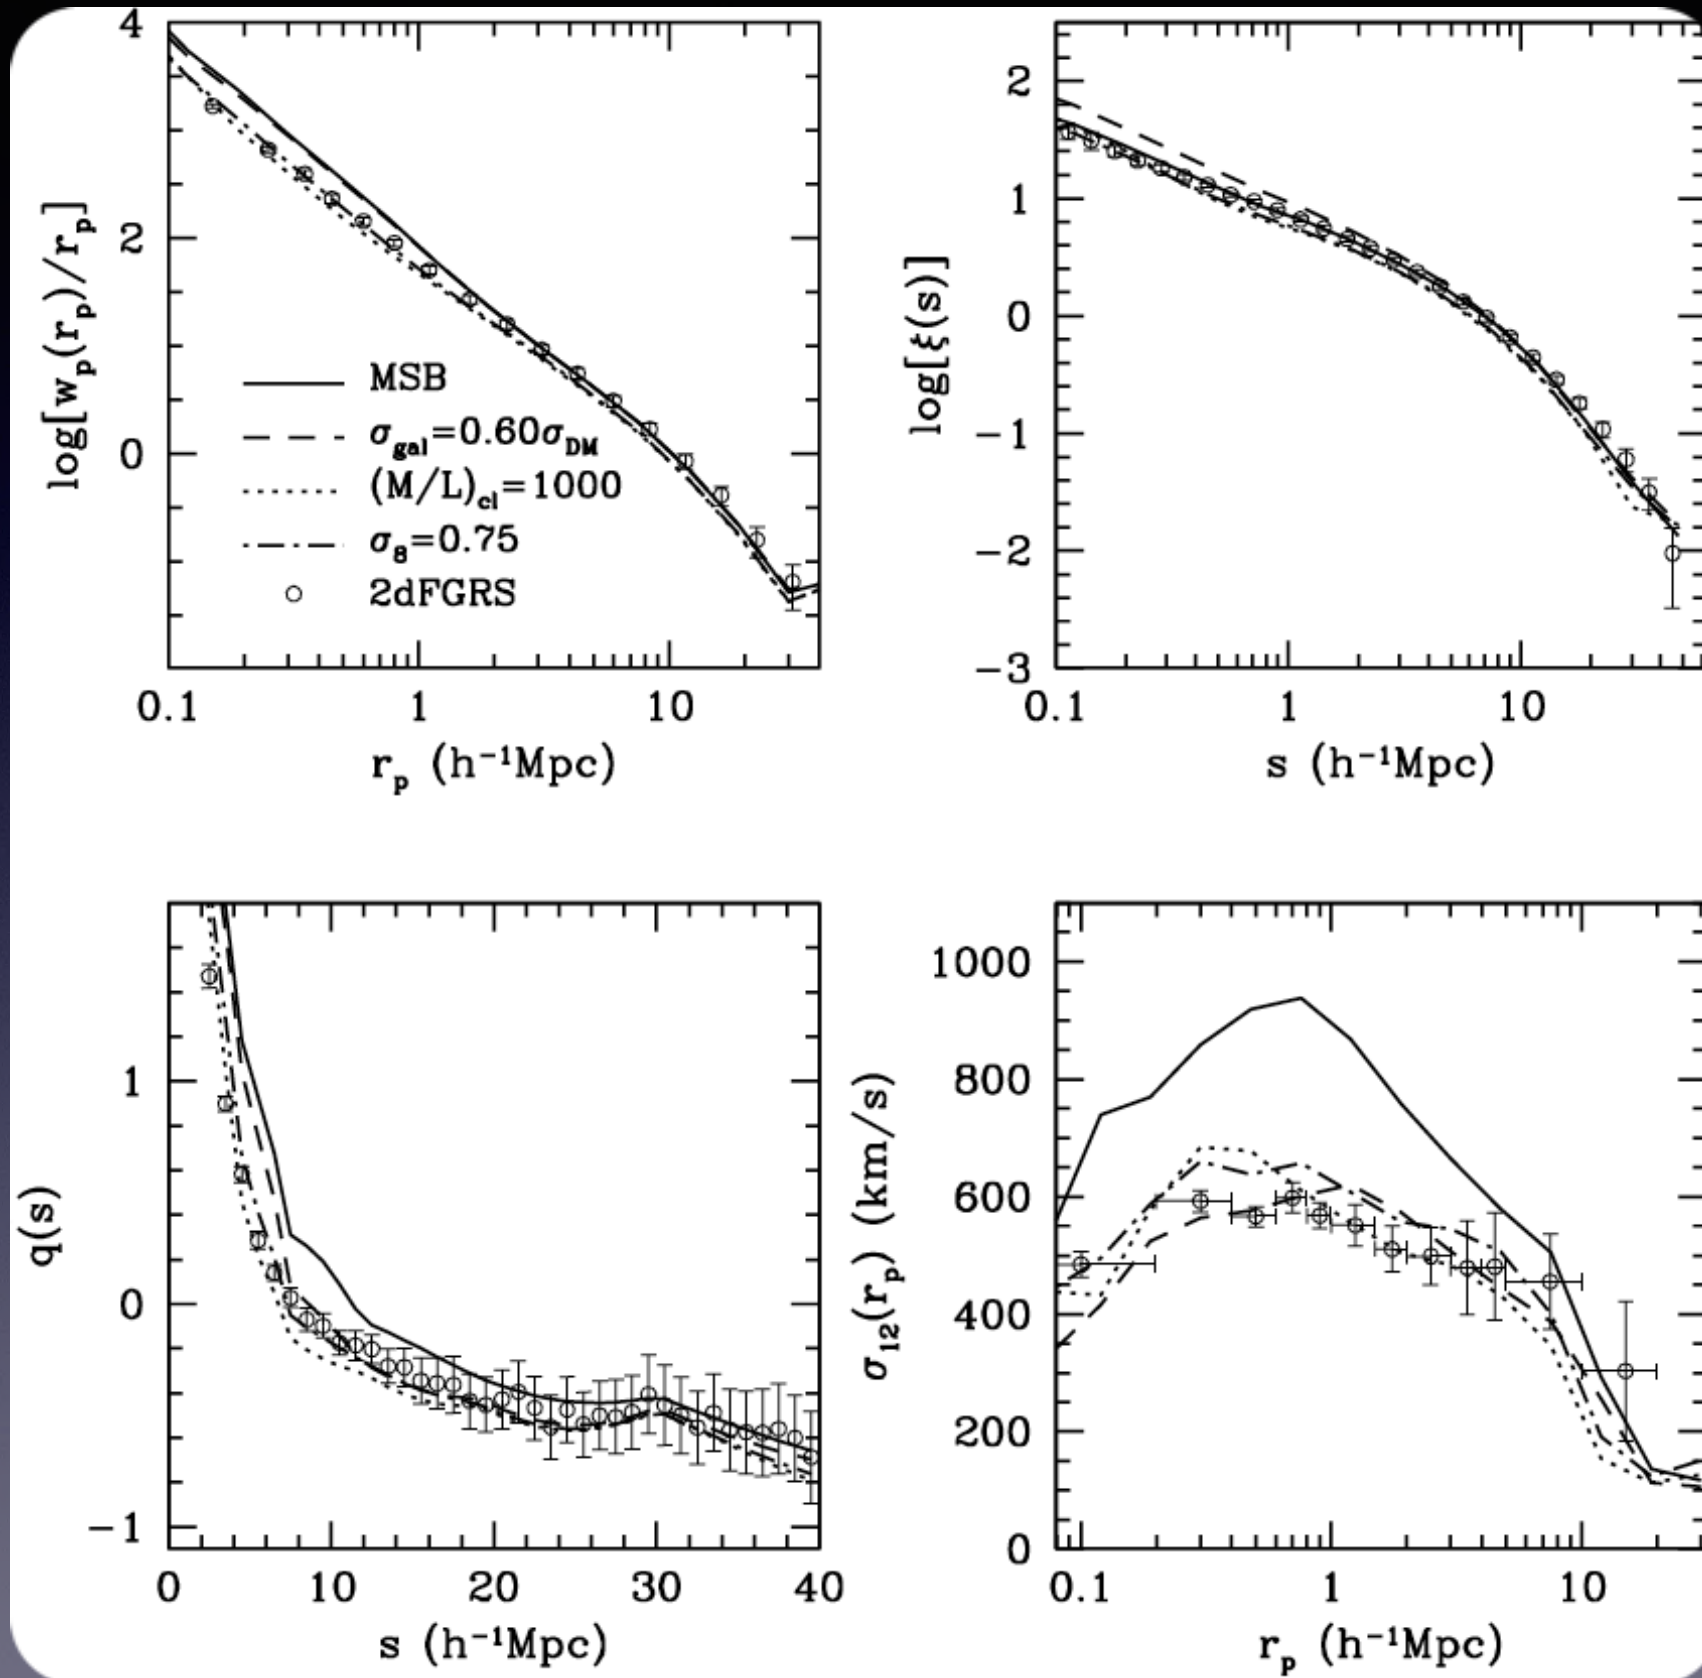 4
2
0
log[w_p(r_p)/r_p]
MSB
σ_gal=0.60σ_DM
(M/L)_cl=1000
σ_8=0.75
2dFGRS
0.1 1 10
r_p (h⁻¹Mpc)
2
1
0
−1
−2
−3
log[ξ(s)]
0.1 1 10
s (h⁻¹Mpc)
1
0
−1
q(s)
0 10 20 30 40
s (h⁻¹Mpc)
1000
800
600
400
200
0
σ_12(r_p) (km/s)
0.1 1 10
r_p (h⁻¹Mpc)